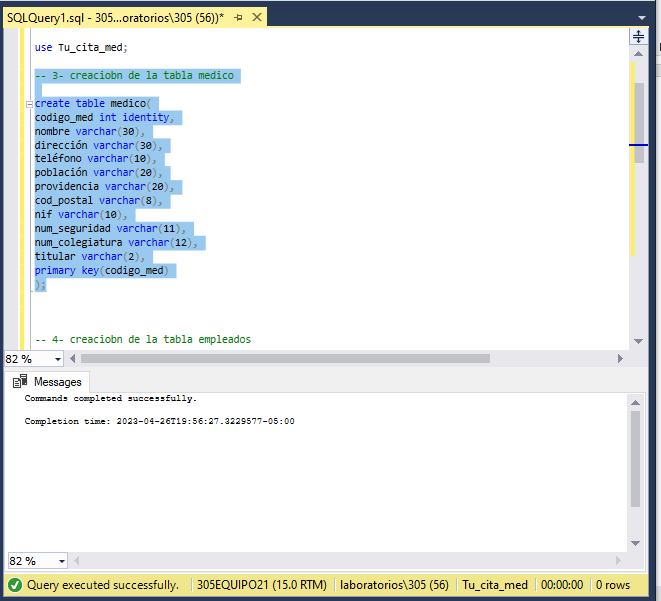 SQLQuery1.sql - 305...oratorios\305 (56))*
use Tu_cita_med;
-- 3- creaciobn de la tabla medico
create table medico(
codigo_med int identity,
nombre varchar(30),
dirección varchar(30),
teléfono varchar(10),
población varchar(20),
providencia varchar(20),
cod_postal varchar(8),
nif varchar(10),
num_seguridad varchar(11),
num_colegiatura varchar(12),
titular varchar(2),
primary key(codigo_med)
);
-- 4- creaciobn de la tabla empleados
82 %
Messages
Commands completed successfully.
Completion time: 2023-04-26T19:56:27.3229577-05:00
82 %
Query executed successfully. 305EQUIPO21 (15.0 RTM) laboratorios\305 (56) Tu_cita_med 00:00:00 0 rows